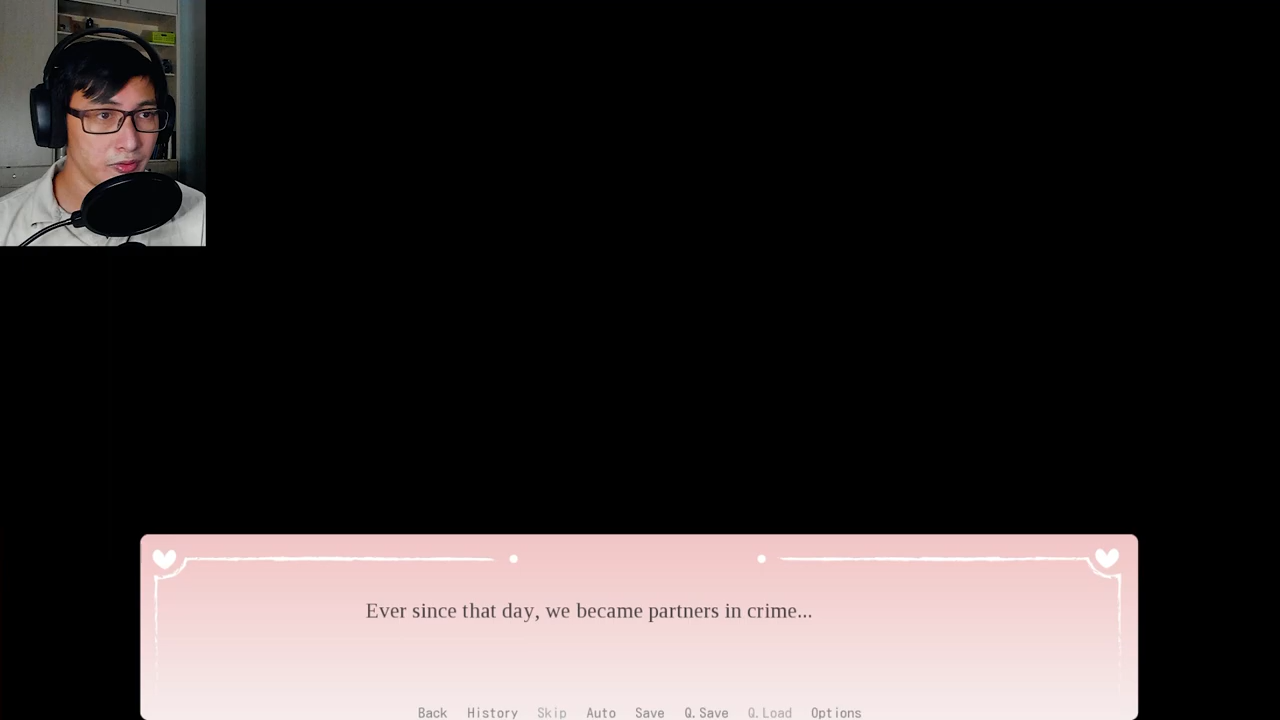 Ever since that day, we became partners in crime...
Back History Skip Auto Save Q.Save Q.Load Options